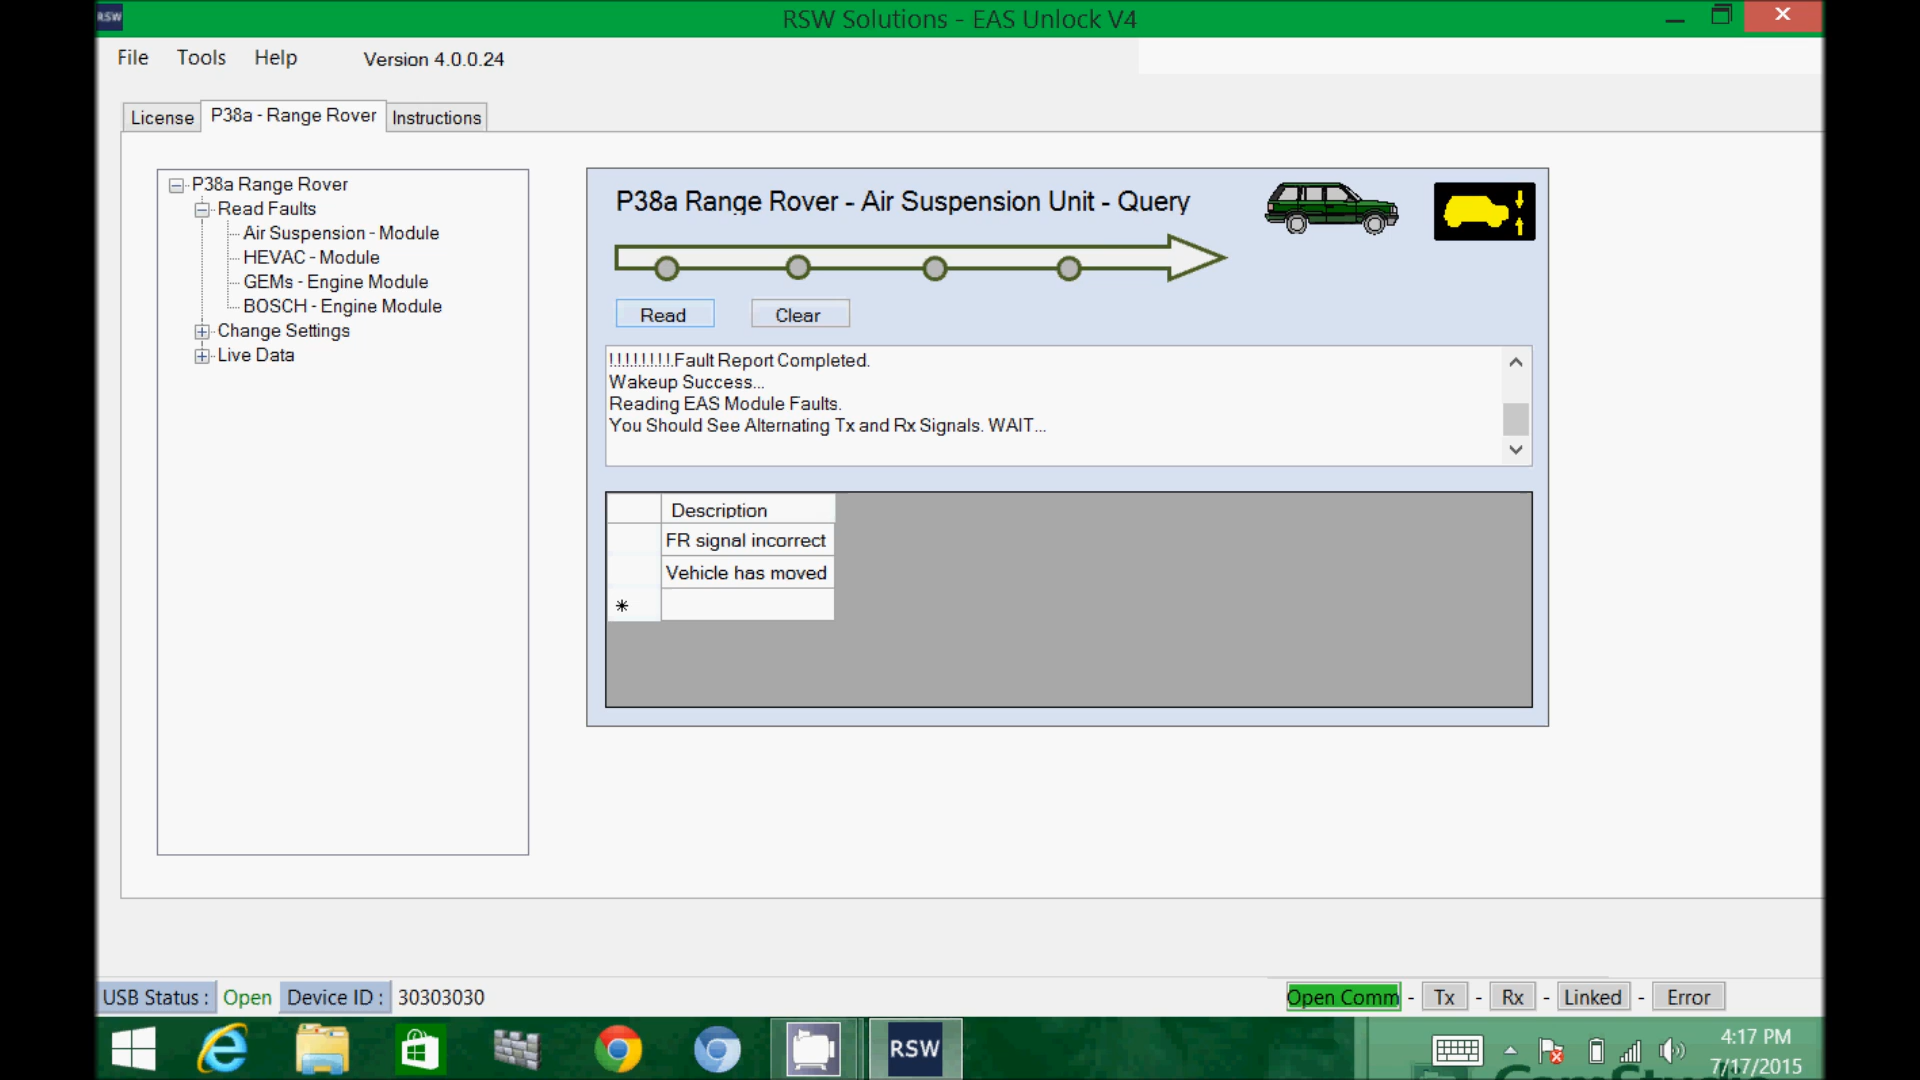 RSW
RSW Solutions - EAS Unlock V4
File Tools Help Version 4.0.0.24
License P38a - Range Rover Instructions
P38a Range Rover
Read Faults
Air Suspension - Module
HEVAC - Module
GEMs - Engine Module
BOSCH - Engine Module
Change Settings
Live Data
P38a Range Rover - Air Suspension Unit - Query
Read Clear
!!!!!!!!!.Fault Report Completed.
Wakeup Success...
Reading EAS Module Faults.
You Should See Alternating Tx and Rx Signals. WAIT...
Description
FR signal incorrect
Vehicle has moved
*
USB Status : Open Device ID : 30303030
Open Comm - Tx - Rx - Linked - Error
RSW
4:17 PM
7/17/2015